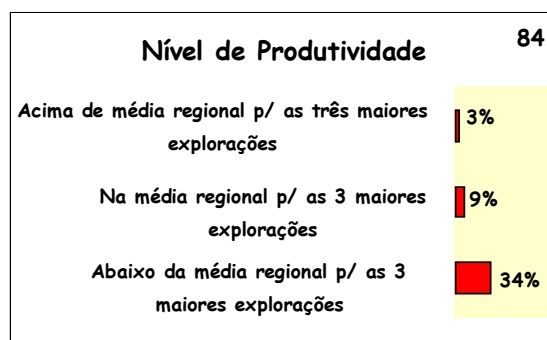 Nível de Produtividade
84
Acima de média regional p/ as três maiores
explorações
3%
Na média regional p/ as 3 maiores
explorações
9%
Abaixo da média regional p/ as 3
maiores explorações
34%